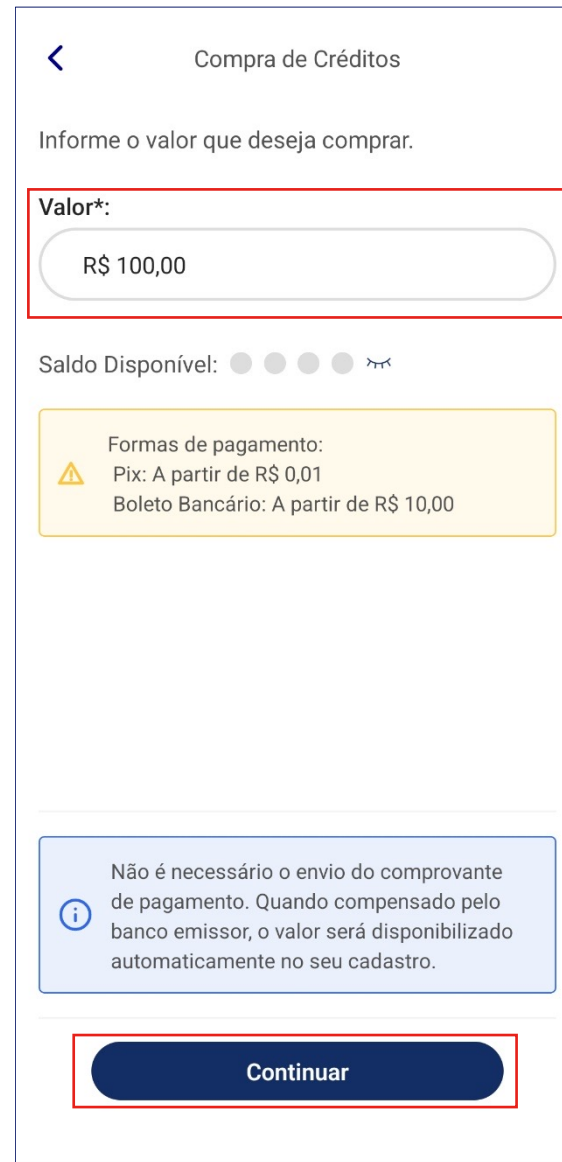 Compra de Créditos
Informe o valor que deseja comprar.
Valor*:
R$ 100,00
Saldo Disponível:
Formas de pagamento:
Pix: A partir de R$ 0,01
Boleto Bancário: A partir de R$ 10,00
Não é necessário o envio do comprovante
de pagamento. Quando compensado pelo
banco emissor, o valor será disponibilizado
automaticamente no seu cadastro.
Continuar